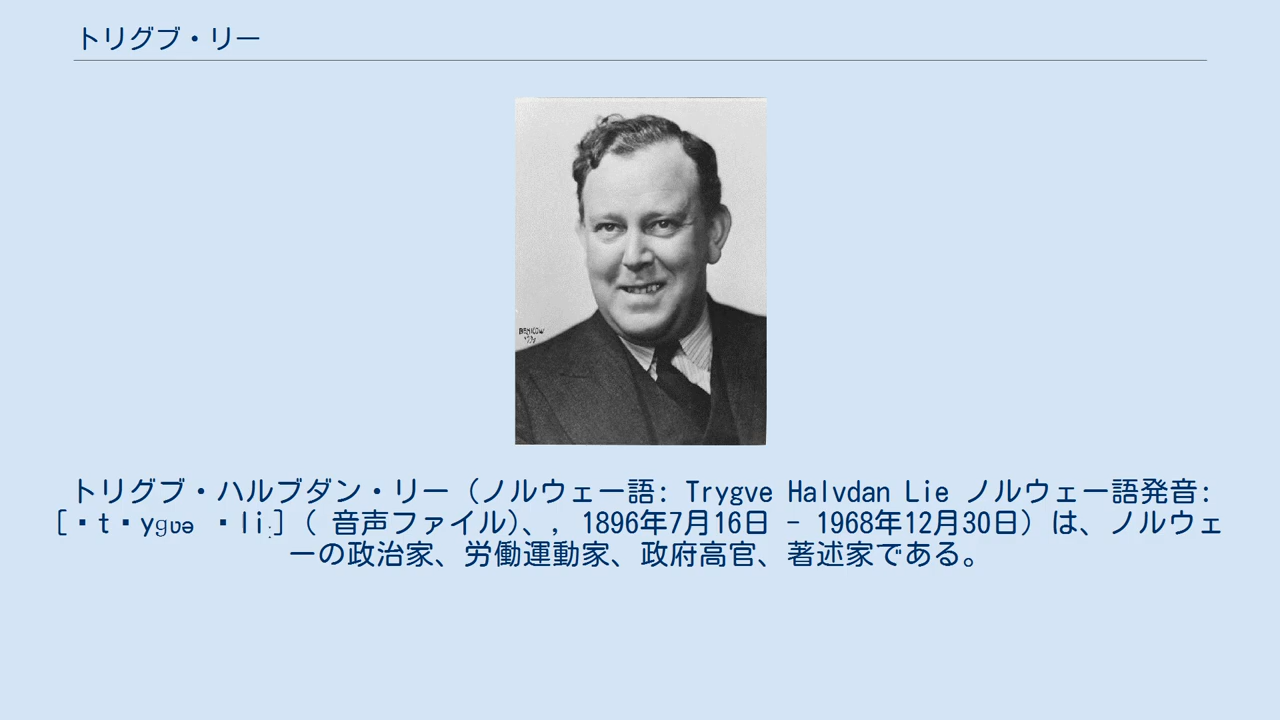 トリグブ・リー
BENKOW
トリグブ・ハルブダン・リー（ノルウェー語: Trygve Halvdan Lie ノルウェー語発音:
[・t・yɡʋə ・liː] ( 音声ファイル)、, 1896年7月16日 - 1968年12月30日）は、ノルウェ
ーの政治家、労働運動家、政府高官、著述家である。